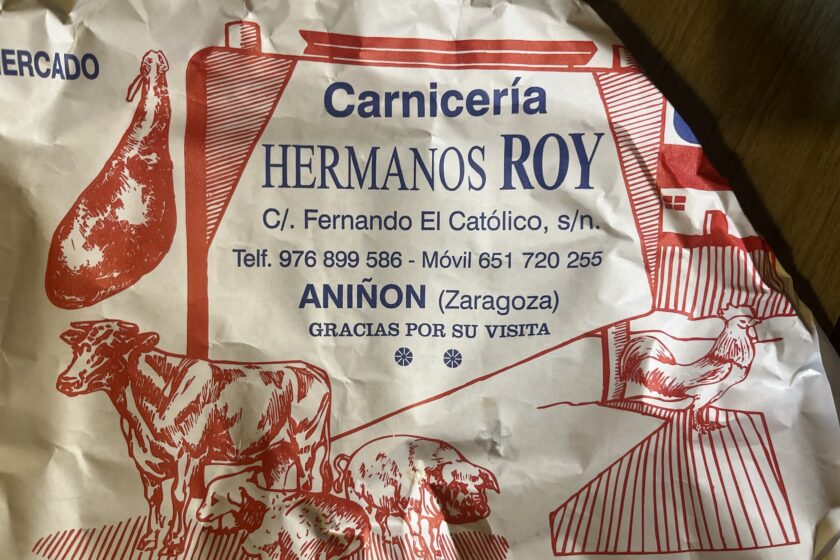 Carnicería
HERMANOS ROY
C/. Fernando El Católico, s/n.
Telf. 976 899 586 - Móvil 651 720 255
ANIÑON (Zaragoza)
GRACIAS POR SU VISITA
ERCADO